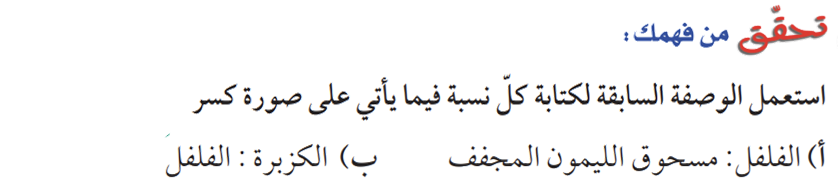 تحقّق من فهمك :
استعمل الوصفة السابقة لكتابة كلّ نسبة فيما يأتي على صورة كسر
أ) الفلفل : مسحوق الليمون المجفف ب) الكزبرة : الفلفل